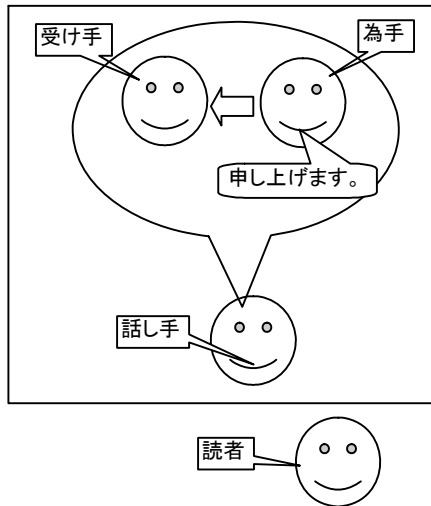 受け手
為手
申し上げます。
話し手
読者